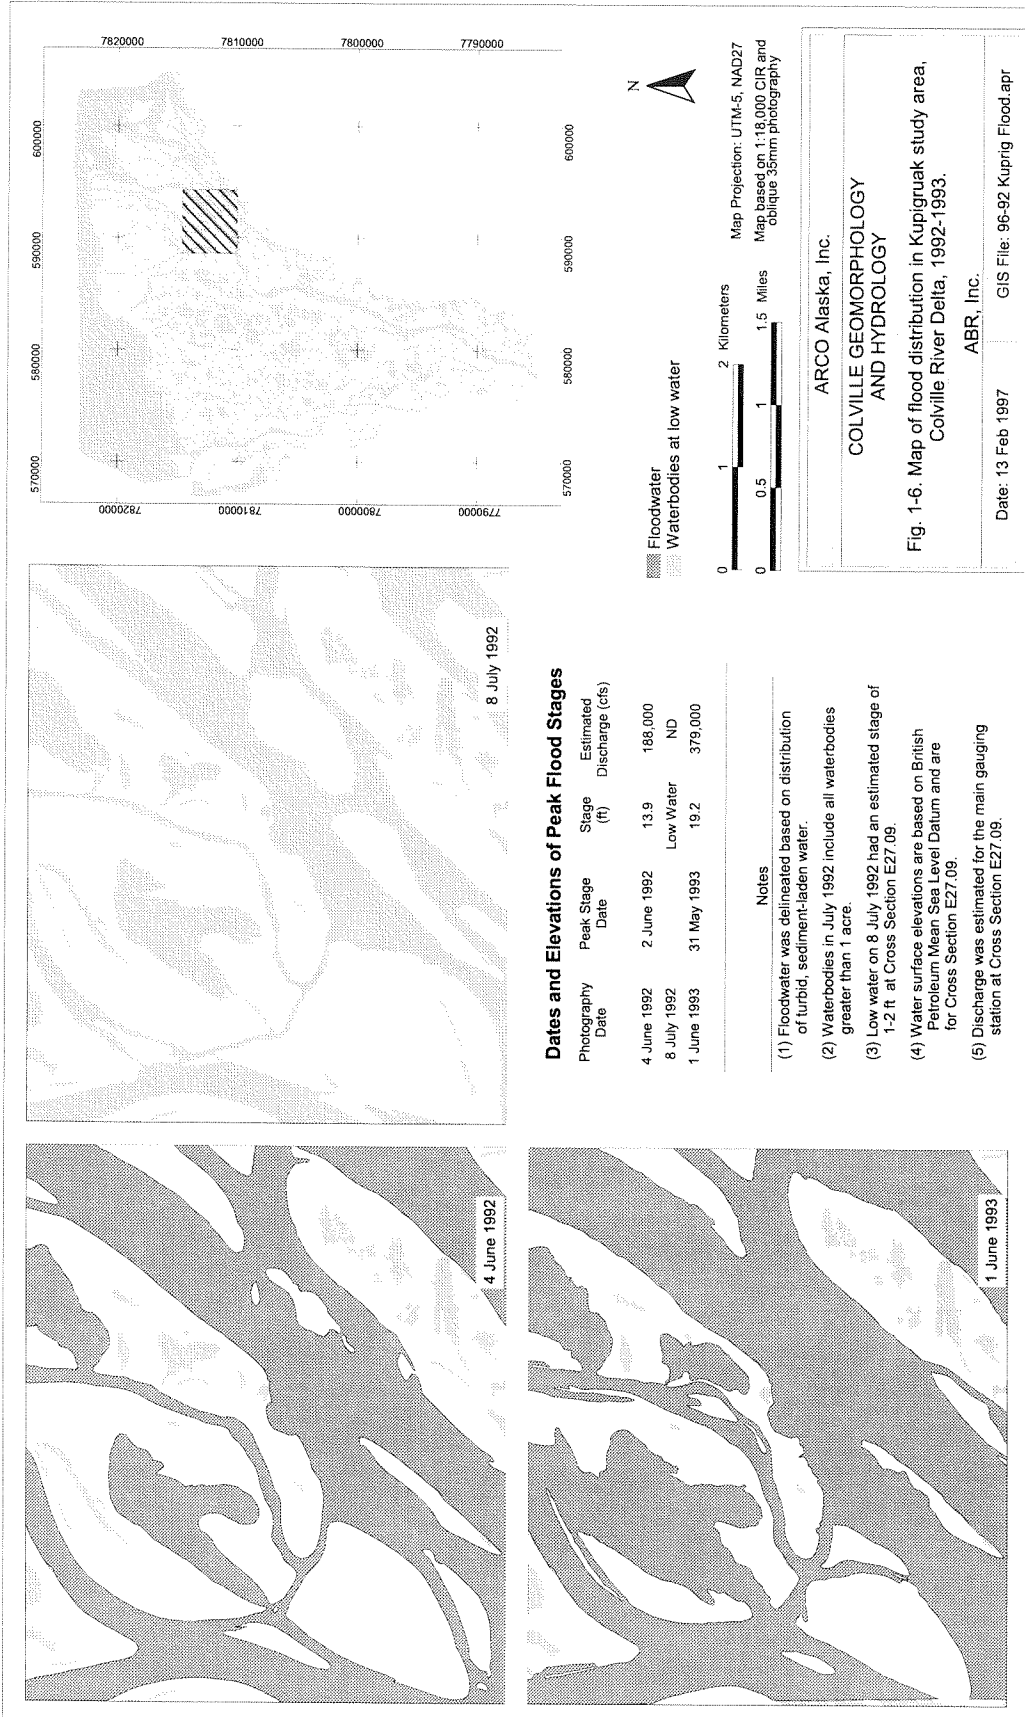 4 June 1992
8 July 1992
1 June 1993
570000
580000
590000
600000
7820000
7810000
7800000
7790000
7820000
7810000
7800000
7790000
570000
580000
590000
600000
Dates and Elevations of Peak Flood Stages
Photography Date
Peak Stage Date
Stage (ft)
Estimated Discharge (cfs)
4 June 1992 2 June 1992 13.9 188,000
8 July 1992 Low Water ND
1 June 1993 31 May 1993 19.2 379,000
Notes
(1) Floodwater was delineated based on distribution
of turbid, sediment-laden water.
(2) Waterbodies in July 1992 include all waterbodies
greater than 1 acre.
(3) Low water on 8 July 1992 had an estimated stage of
1-2 ft at Cross Section E27.09.
(4) Water surface elevations are based on British
Petroleum Mean Sea Level Datum and are
for Cross Section E27.09.
(5) Discharge was estimated for the main gauging
station at Cross Section E27.09.
Floodwater
Waterbodies at low water
0 1 2 Kilometers
0 0.5 1 1.5 Miles
N
Map Projection: UTM-5, NAD27
Map based on 1:18,000 CIR and
oblique 35mm photography
ARCO Alaska, Inc.
COLVILLE GEOMORPHOLOGY
AND HYDROLOGY
Fig. 1-6. Map of flood distribution in Kupigruak study area,
Colville River Delta, 1992-1993.
ABR, Inc.
Date: 13 Feb 1997 GIS File: 96-92 Kuprig Flood.apr